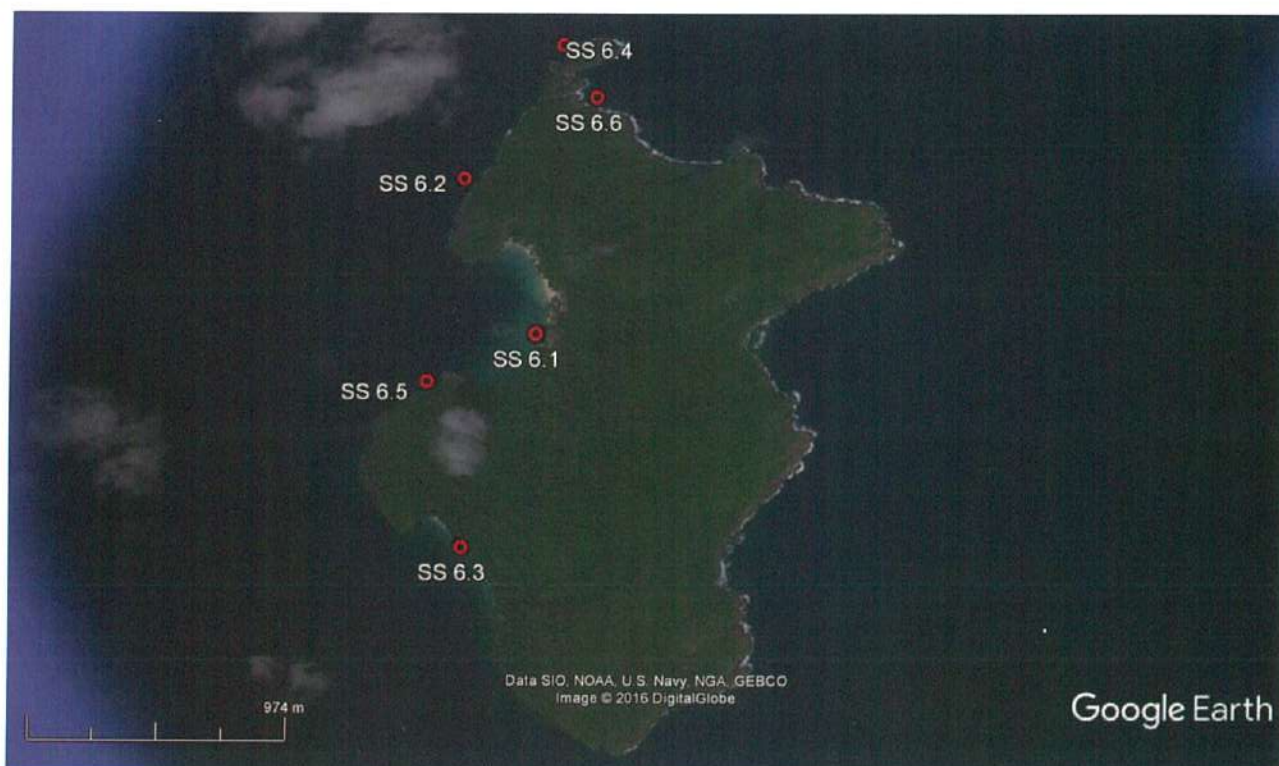 SS 6.4
SS 6.6
SS 6.2
SS 6.1
SS 6.5
SS 6.3
Data SIO, NOAA, U.S. Navy, NGA, GEBCO
Image © 2016 DigitalGlobe
974 m
Google Earth